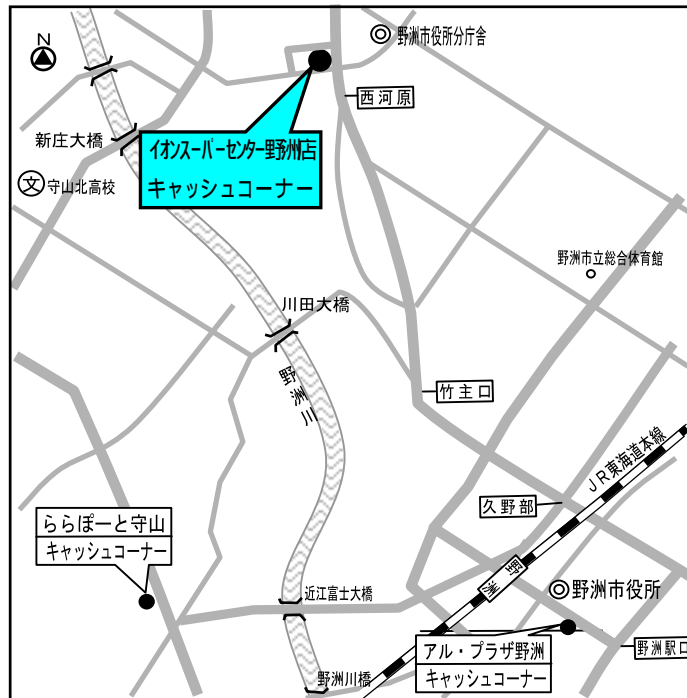 N
野洲市役所分庁舎
西河原
新庄大橋
イオンスーパーセンター野洲店
キャッシュコーナー
文
守山北高校
野洲市立総合体育館
川田大橋
野洲川
竹主口
JR東海道本線
久野部
ららぽーと守山
キャッシュコーナー
野洲
野洲市役所
近江富士大橋
アル・プラザ野洲
キャッシュコーナー
野洲駅口
野洲川橋